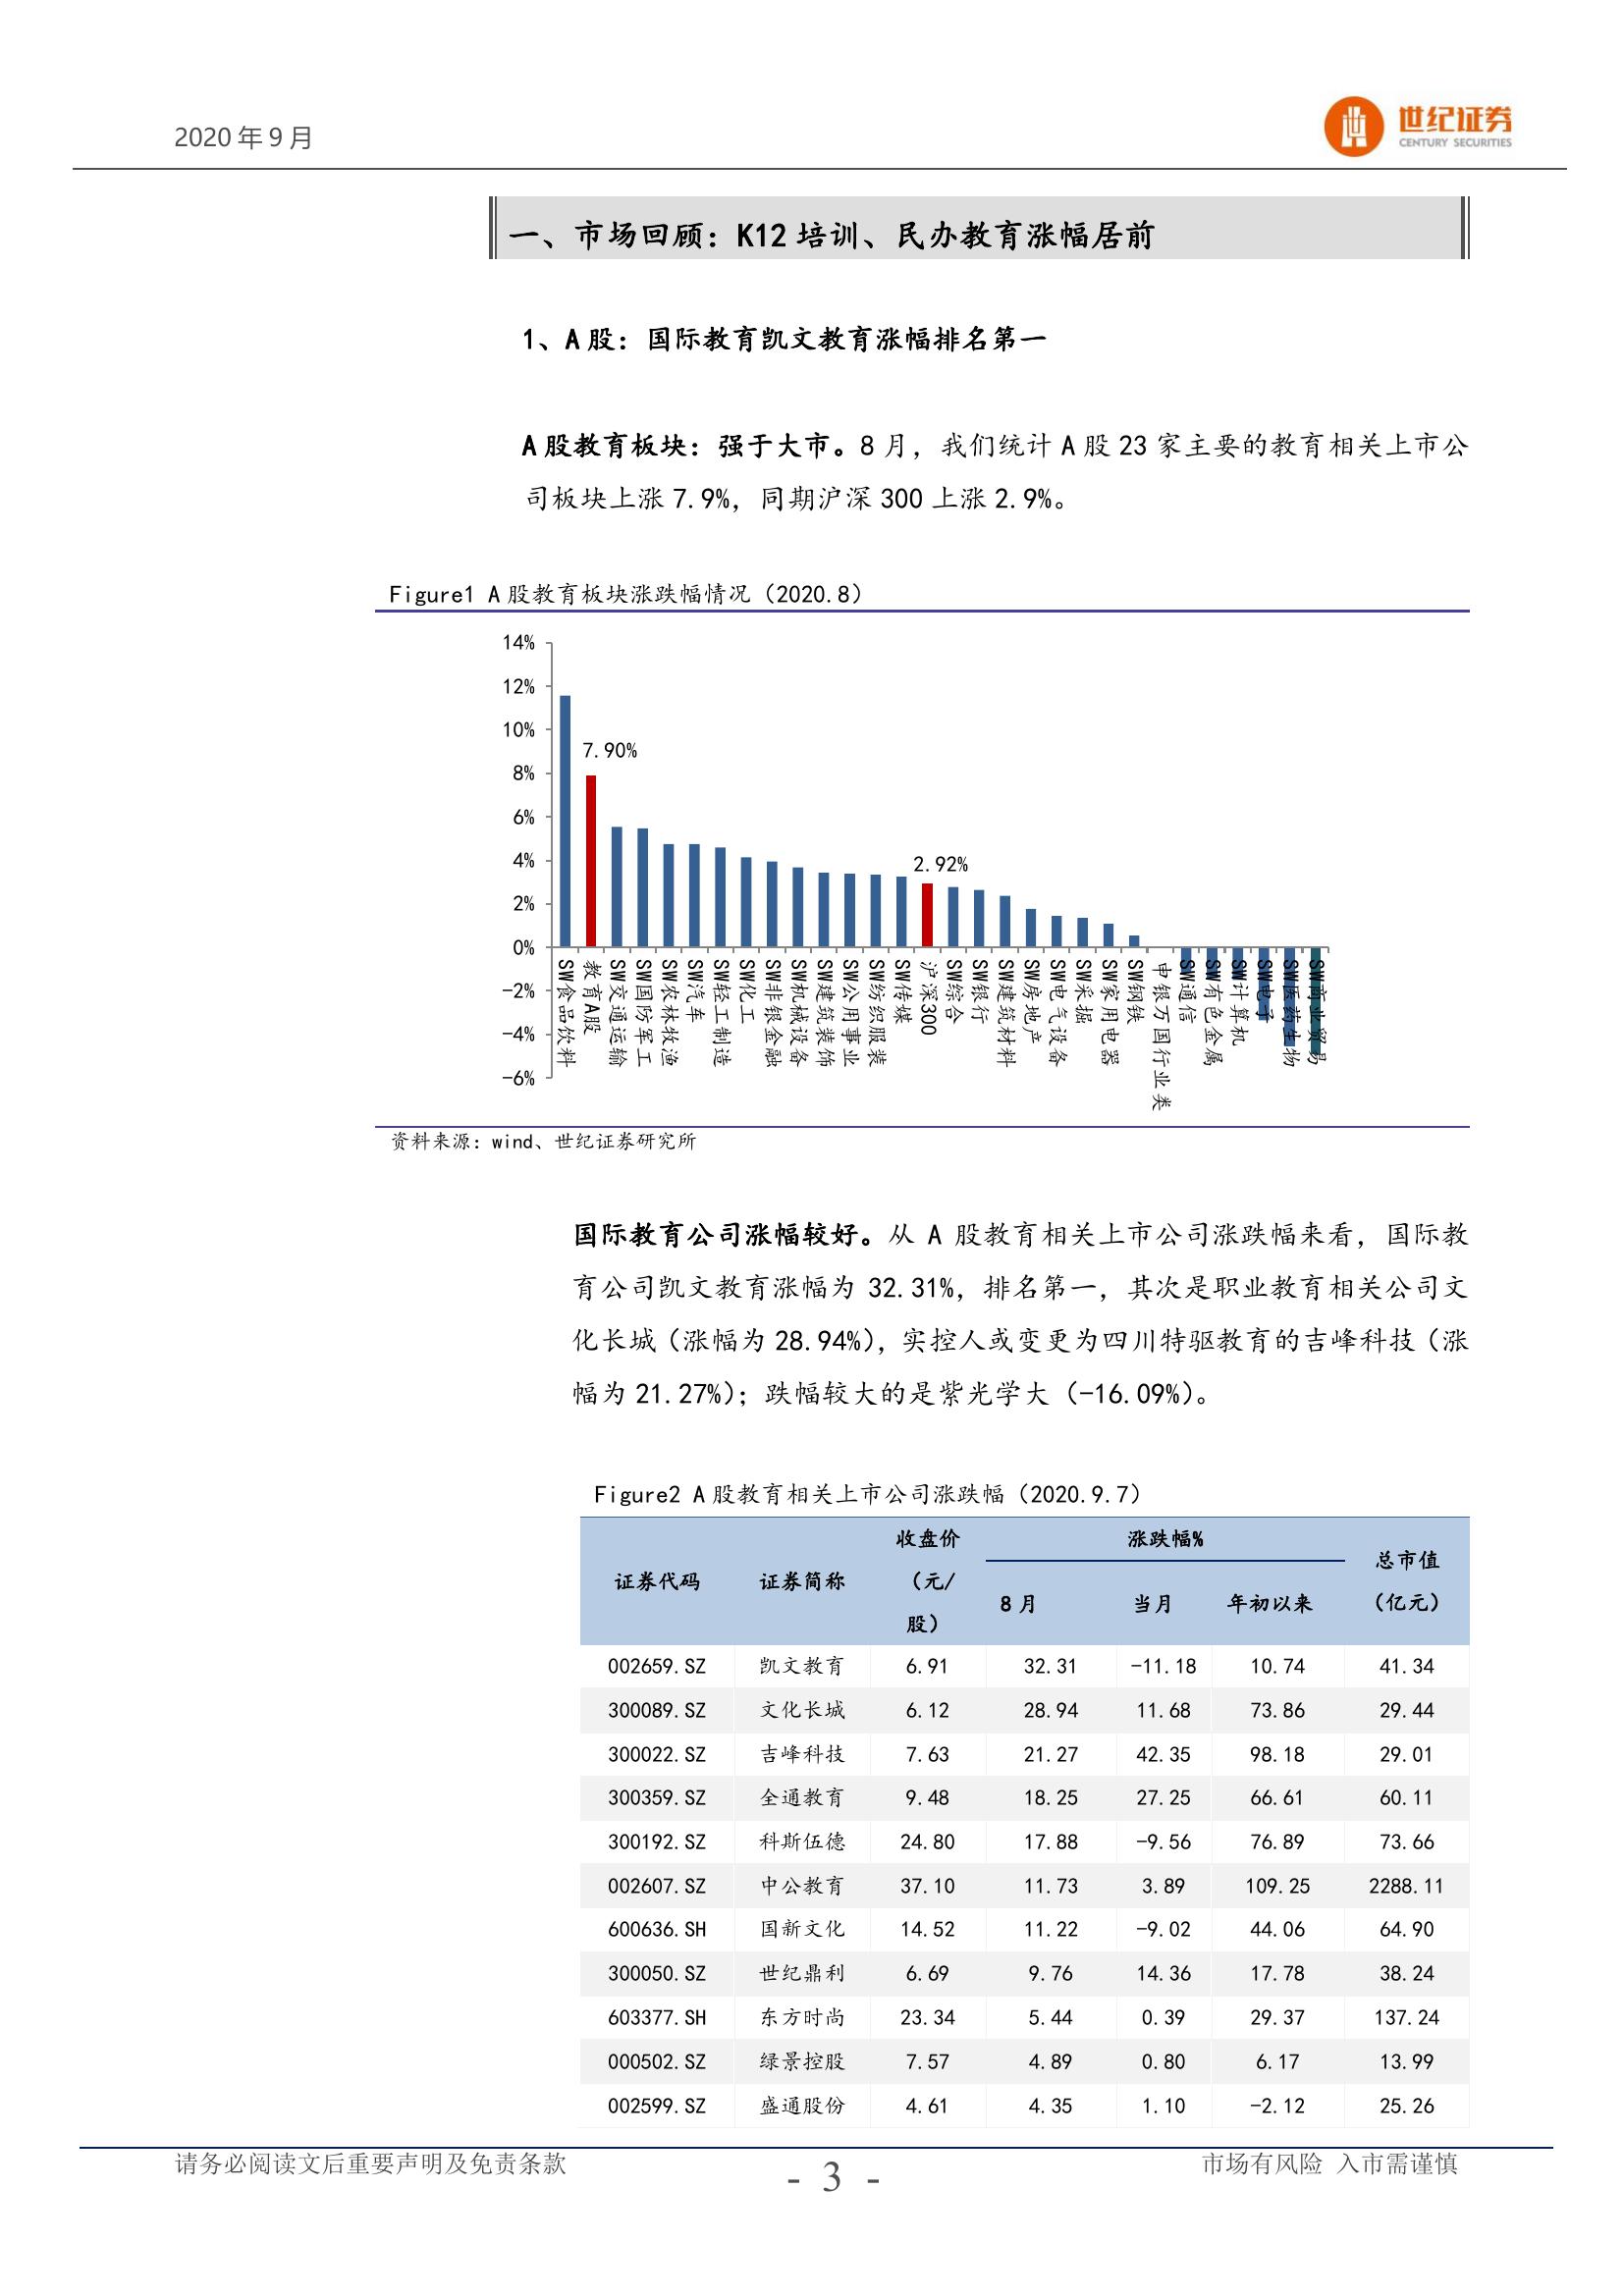 2020 年 9 月
世纪证券
CENTURY SECURITIES
一、市场回顾：K12 培训、民办教育涨幅居前
1、A 股：国际教育凯文教育涨幅排名第一
A 股教育板块：强于大市。8 月，我们统计 A 股 23 家主要的教育相关上市公
司板块上涨 7.9%，同期沪深 300 上涨 2.9%。
Figure1 A 股教育板块涨跌幅情况（2020.8）
14%
12%
10%
8%
6%
4%
2%
0%
-2%
-4%
-6%
7.90%
2.92%
SW食品饮料
教育A股
SW交通运输
SW国防军工
SW农林牧渔
SW汽车
SW轻工制造
SW化工
SW非银金融
SW机械设备
SW建筑装饰
SW公用事业
SW纺织服装
SW传媒
沪深300
SW综合
SW银行
SW建筑材料
SW房地产
SW电气设备
SW采掘
SW家用电器
SW钢铁
申银万国行业类
SW通信
SW有色金属
SW计算机
SW电子
SW医药生物
SW商业贸易
资料来源：wind、世纪证券研究所
国际教育公司涨幅较好。从 A 股教育相关上市公司涨跌幅来看，国际教
育公司凯文教育涨幅为 32.31%，排名第一，其次是职业教育相关公司文
化长城（涨幅为 28.94%），实控人或变更为四川特驱教育的吉峰科技（涨
幅为 21.27%）；跌幅较大的是紫光学大（-16.09%）。
Figure2 A 股教育相关上市公司涨跌幅（2020.9.7）
证券代码 证券简称 收盘价（元/股） 涨跌幅% 总市值（亿元）
8 月 当月 年初以来
002659.SZ 凯文教育 6.91 32.31 -11.18 10.74 41.34
300089.SZ 文化长城 6.12 28.94 11.68 73.86 29.44
300022.SZ 吉峰科技 7.63 21.27 42.35 98.18 29.01
300359.SZ 全通教育 9.48 18.25 27.25 66.61 60.11
300192.SZ 科斯伍德 24.80 17.88 -9.56 76.89 73.66
002607.SZ 中公教育 37.10 11.73 3.89 109.25 2288.11
600636.SH 国新文化 14.52 11.22 -9.02 44.06 64.90
300050.SZ 世纪鼎利 6.69 9.76 14.36 17.78 38.24
603377.SH 东方时尚 23.34 5.44 0.39 29.37 137.24
000502.SZ 绿景控股 7.57 4.89 0.80 6.17 13.99
002599.SZ 盛通股份 4.61 4.35 1.10 -2.12 25.26
请务必阅读文后重要声明及免责条款
- 3 -
市场有风险 入市需谨慎